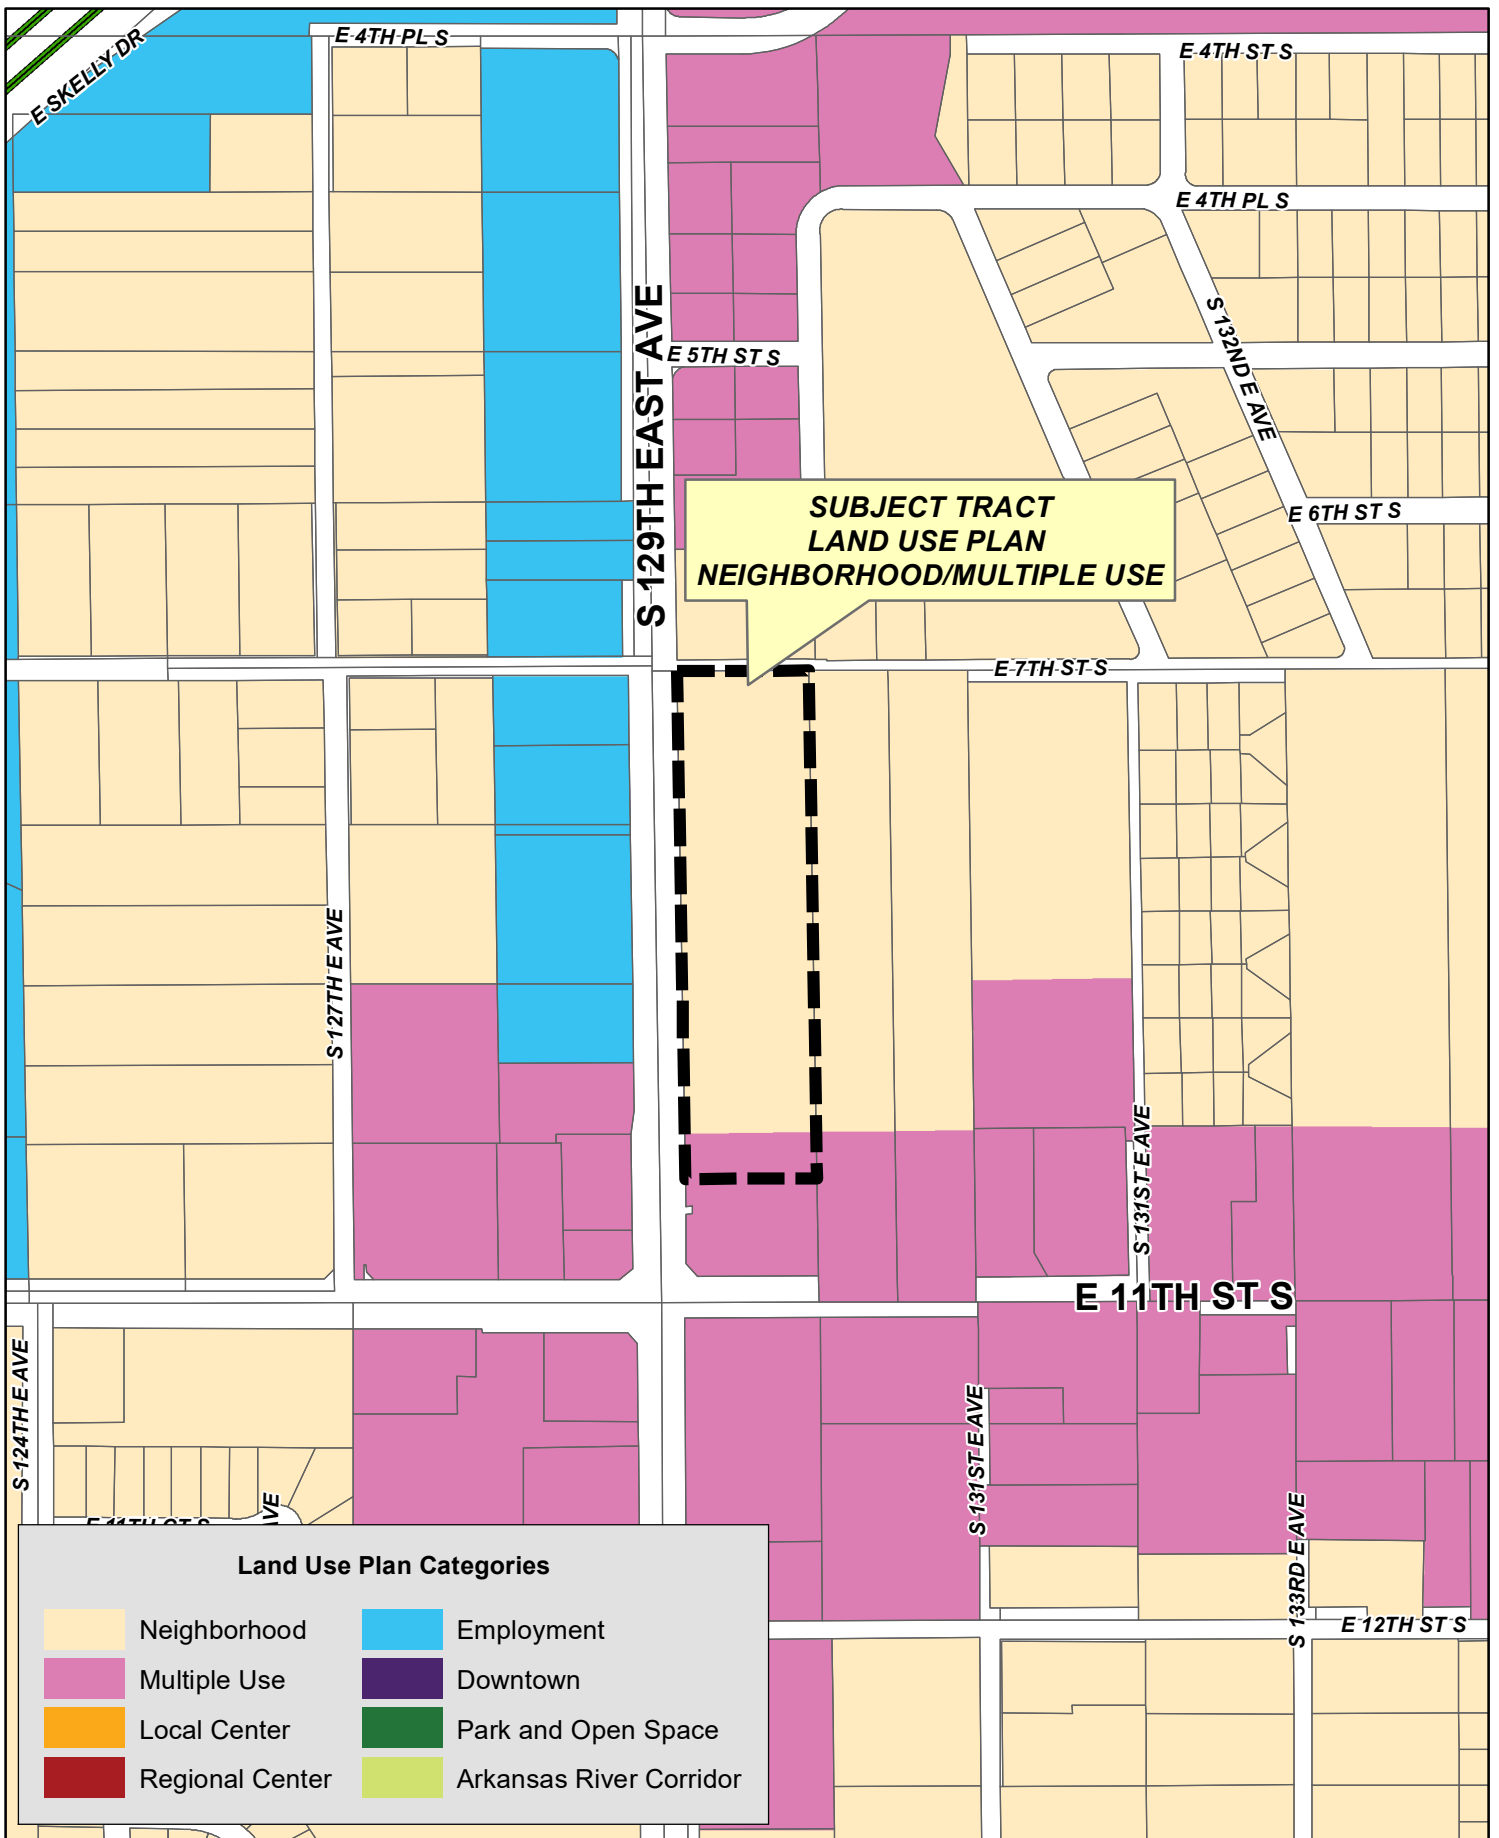 E 4TH PL S
E 4TH ST S
E SKELLY DR
E 4TH PL S
S 129TH EAST AVE
S 132ND E AVE
E 5TH ST S
SUBJECT TRACT
LAND USE PLAN
NEIGHBORHOOD/MULTIPLE USE
E 6TH ST S
E 7TH ST S
S 127TH E AVE
S 131ST E AVE
E 11TH ST S
S 124TH E AVE
S 131ST E AVE
E 11TH ST S
AVE
S 133RD E AVE
E 12TH ST S
Land Use Plan Categories
Neighborhood
Employment
Multiple Use
Downtown
Local Center
Park and Open Space
Regional Center
Arkansas River Corridor